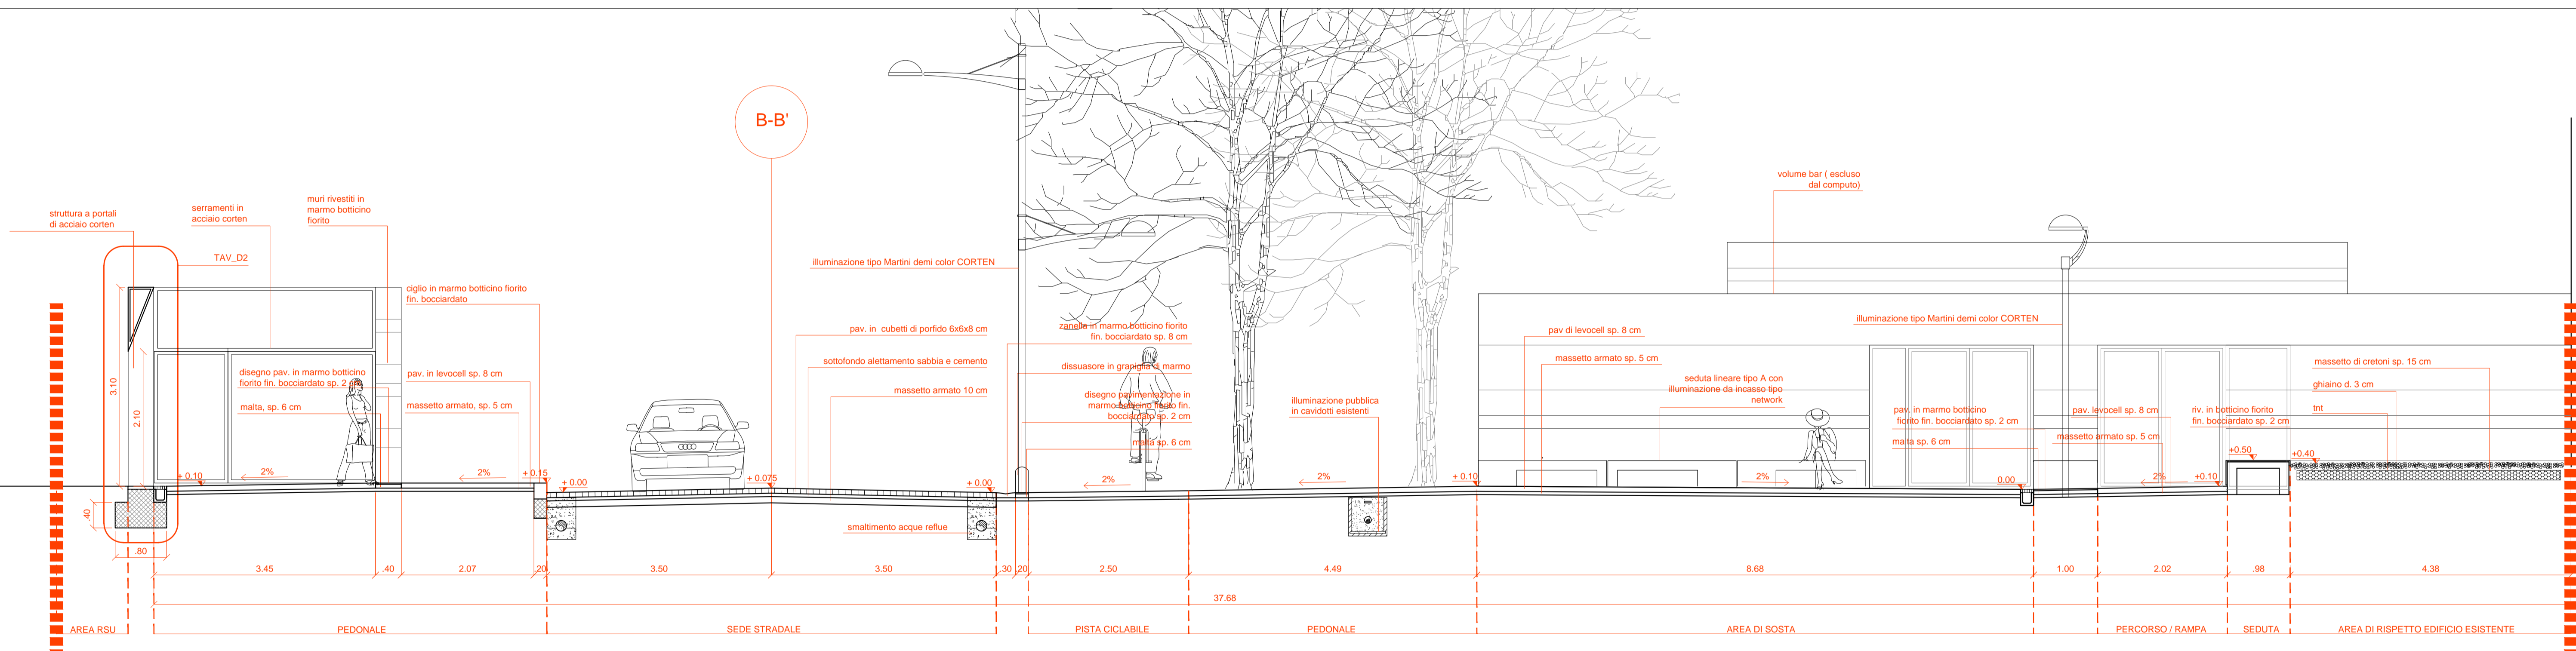 B-B'
volume bar ( escluso
dal computo)
struttura a portali
di acciaio corten
serramenti in
acciaio corten
muri rivestiti in
marmo botticino
fiorito
TAV_D2
illuminazione tipo Martini demi color CORTEN
ciglio in marmo botticino fiorito
fin. bocciardato
pav. in cubetti di porfido 6x6x8 cm
sottofondo alettamento sabbia e cemento
massetto armato 10 cm
zanella in marmo botticino fiorito
fin. bocciardato sp. 8 cm
dissuasore in graniglia di marmo
disegno pavimentazione in
marmo botticino fiorito fin.
bocciardato sp. 2 cm
malta sp. 6 cm
disegno pav. in marmo botticino
fiorito fin. bocciardato sp. 2 cm
malta, sp. 6 cm
pav. in levocell sp. 8 cm
massetto armato, sp. 5 cm
illuminazione pubblica
in cavidotti esistenti
pav di levocell sp. 8 cm
massetto armato sp. 5 cm
seduta lineare tipo A con
illuminazione da incasso tipo
network
illuminazione tipo Martini demi color CORTEN
pav. in marmo botticino
fiorito fin. bocciardato sp. 2 cm
malta sp. 6 cm
pav. levocell sp. 8 cm
massetto armato sp. 5 cm
riv. in botticino fiorito
fin. bocciardato sp. 2 cm
massetto di cretoni sp. 15 cm
ghiaino d. 3 cm
tnt
3.10
2.10
.40
.80
+ 0.10
2%
2%
+ 0.15
+ 0.00
+ 0.075
+ 0.00
2%
2%
+ 0.10
2%
0.00
2%
+0.10
+0.50
+0.40
smaltimento acque reflue
3.45
.40
2.07
.20
3.50
3.50
.30
.20
2.50
4.49
8.68
1.00
2.02
.98
4.38
37.68
AREA RSU
PEDONALE
SEDE STRADALE
PISTA CICLABILE
PEDONALE
AREA DI SOSTA
PERCORSO / RAMPA
SEDUTA
AREA DI RISPETTO EDIFICIO ESISTENTE